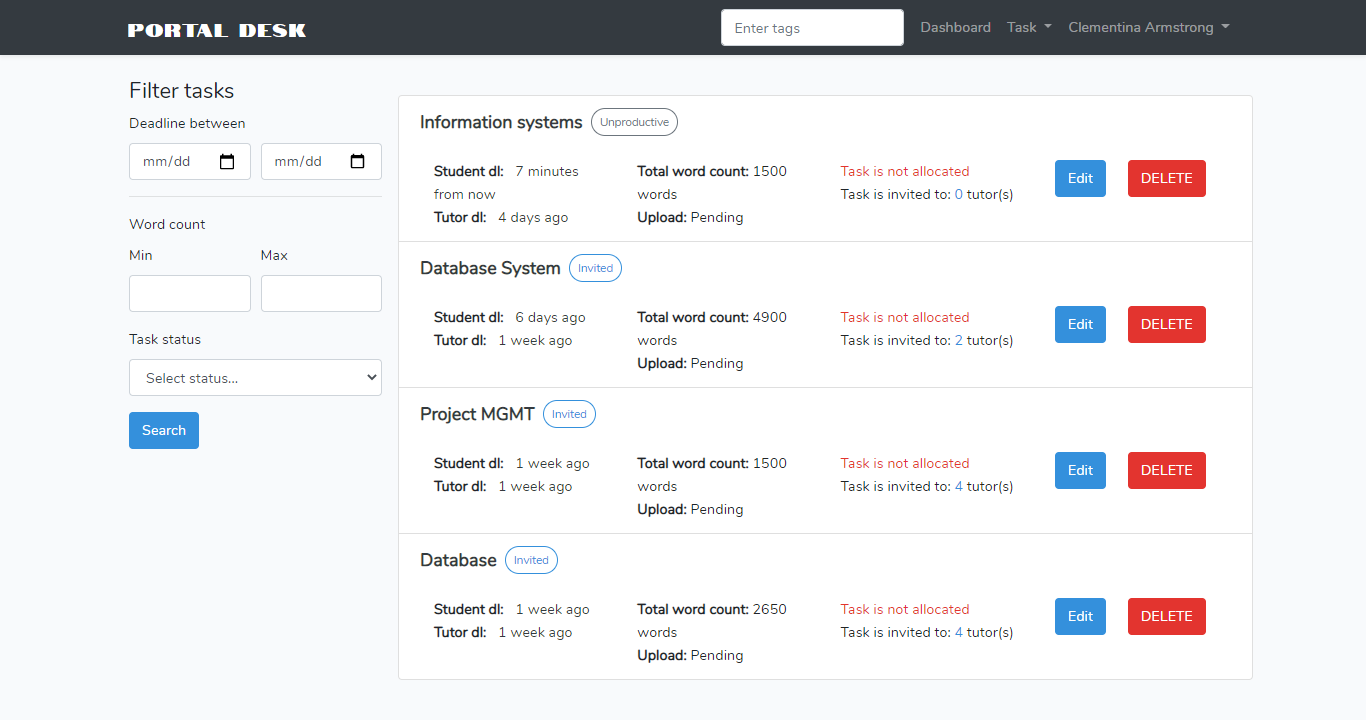 PORTAL DESK
Enter tags
Dashboard
Task
Clementina Armstrong
Filter tasks
Deadline between
mm/dd
mm/dd
Word count
Min
Max
Task status
Select status...
Search
Information systems
Unproductive
Student dl: 7 minutes
from now
Tutor dl: 4 days ago
Total word count: 1500
words
Upload: Pending
Task is not allocated
Task is invited to: 0 tutor(s)
Edit
DELETE
Database System
Invited
Student dl: 6 days ago
Tutor dl: 1 week ago
Total word count: 4900
words
Upload: Pending
Task is not allocated
Task is invited to: 2 tutor(s)
Edit
DELETE
Project MGMT
Invited
Student dl: 1 week ago
Tutor dl: 1 week ago
Total word count: 1500
words
Upload: Pending
Task is not allocated
Task is invited to: 4 tutor(s)
Edit
DELETE
Database
Invited
Student dl: 1 week ago
Tutor dl: 1 week ago
Total word count: 2650
words
Upload: Pending
Task is not allocated
Task is invited to: 4 tutor(s)
Edit
DELETE